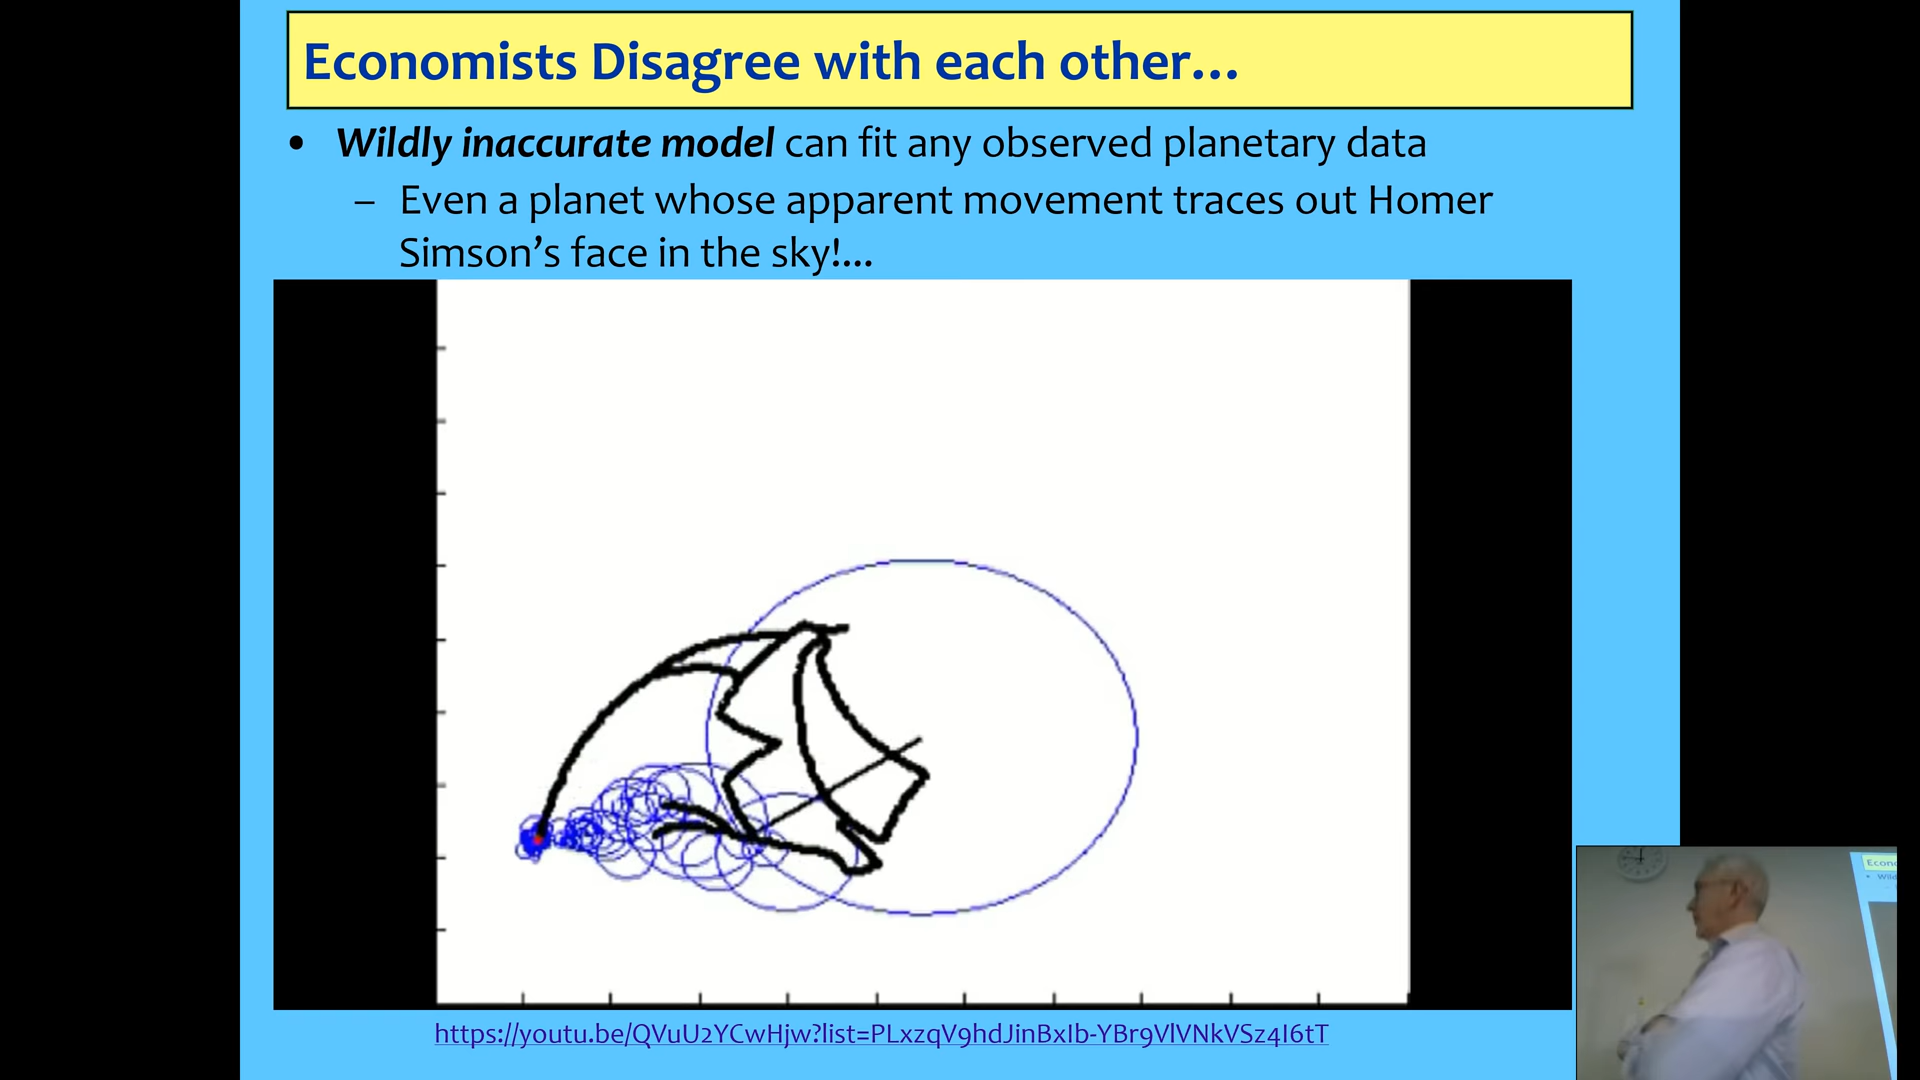 Economists Disagree with each other...
• Wildly inaccurate model can fit any observed planetary data
– Even a planet whose apparent movement traces out Homer
Simson's face in the sky!...
https://youtu.be/QVuU2YCwHjw?list=PLxzqV9hdJinBxIb-YBr9VlVNkVSz4I6tT
Econ